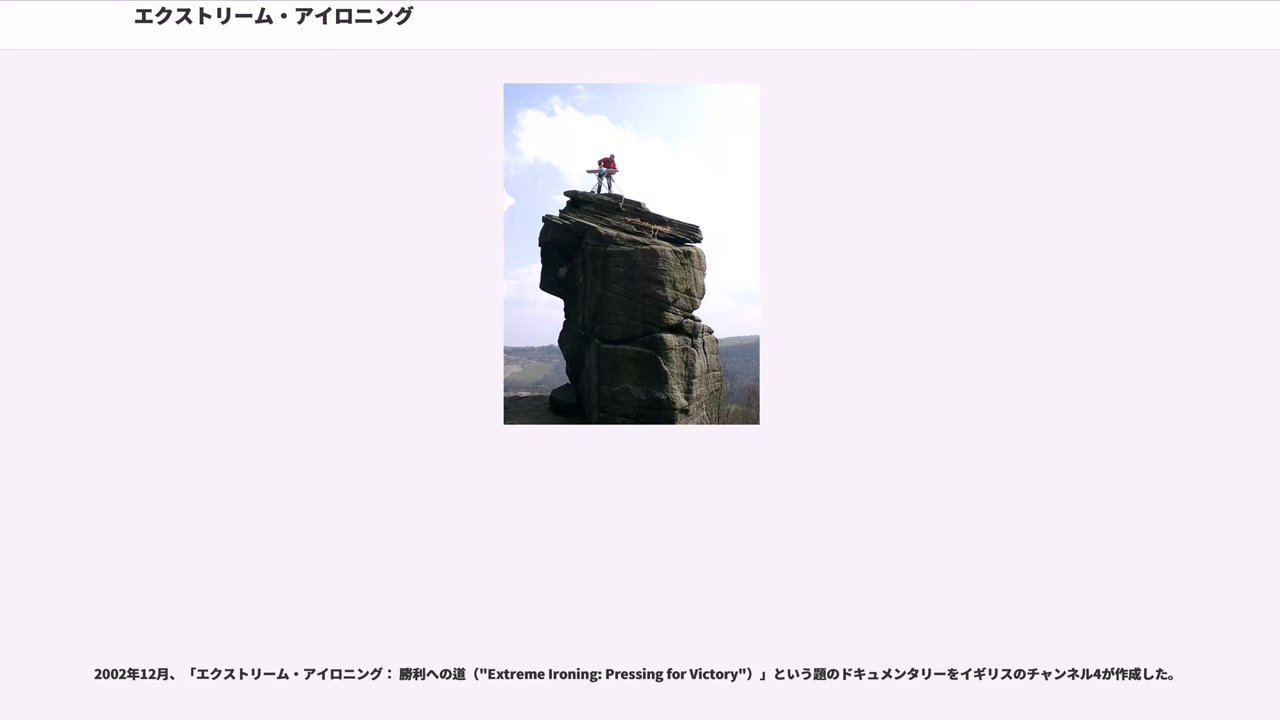 エクストリーム・アイロニング
2002年12月、「エクストリーム・アイロニング： 勝利への道（"Extreme Ironing: Pressing for Victory"）」という題のドキュメンタリーをイギリスのチャンネル4が作成した。